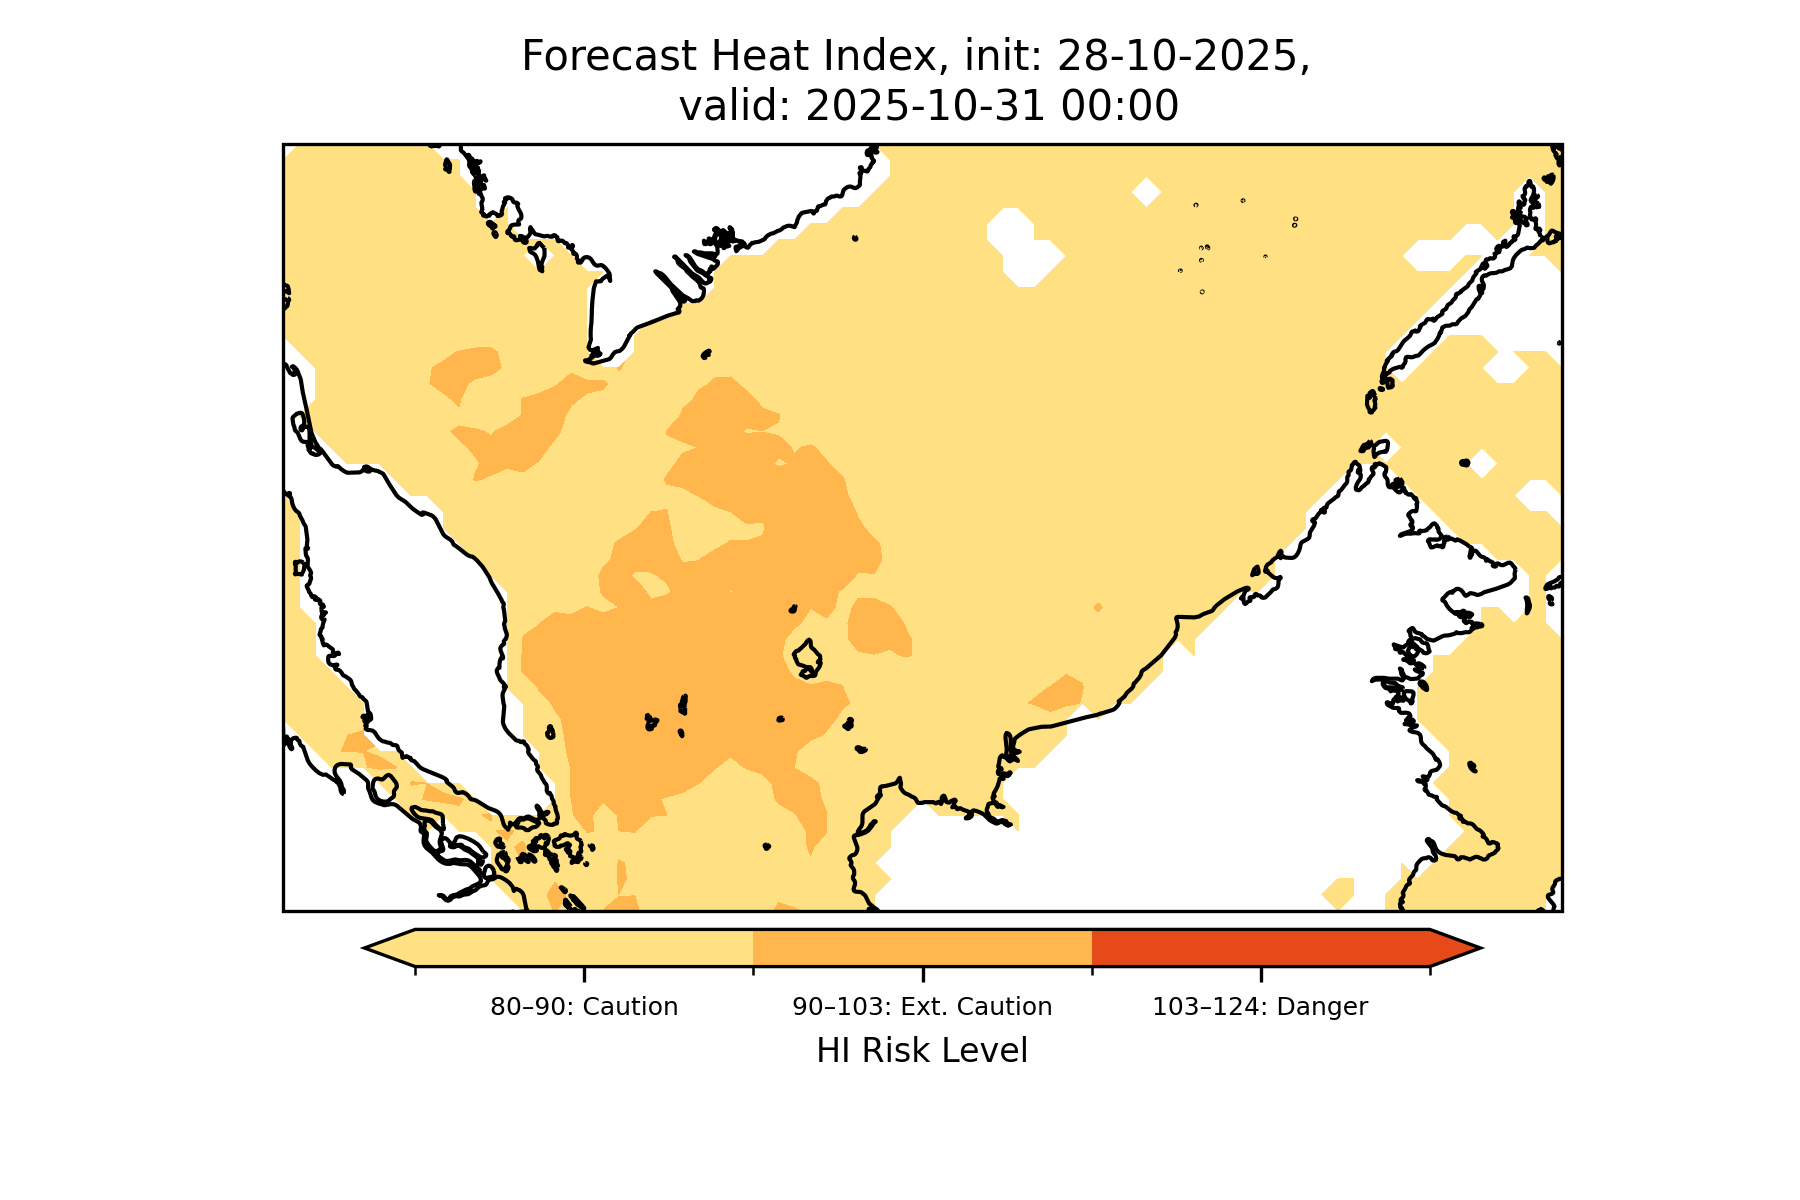 Forecast Heat Index, init: 28-10-2025,
valid: 2025-10-31 00:00
80–90: Caution
90–103: Ext. Caution
103–124: Danger
HI Risk Level